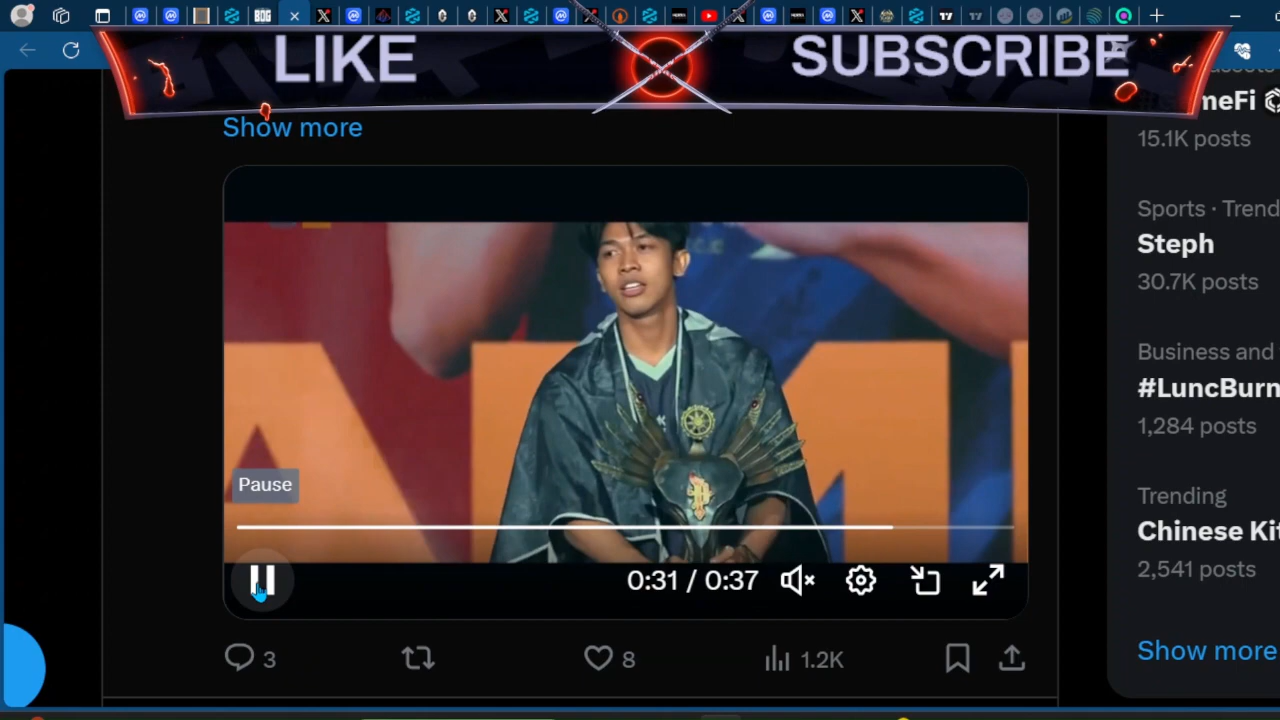 LIKE
SUBSCRIBE
Show more
15.1K posts
Sports · Trend
Steph
30.7K posts
Business and
#LuncBurn
1,284 posts
Trending
Chinese Kit
2,541 posts
Show more
AM
Pause
0:31 / 0:37
3
8
1.2K